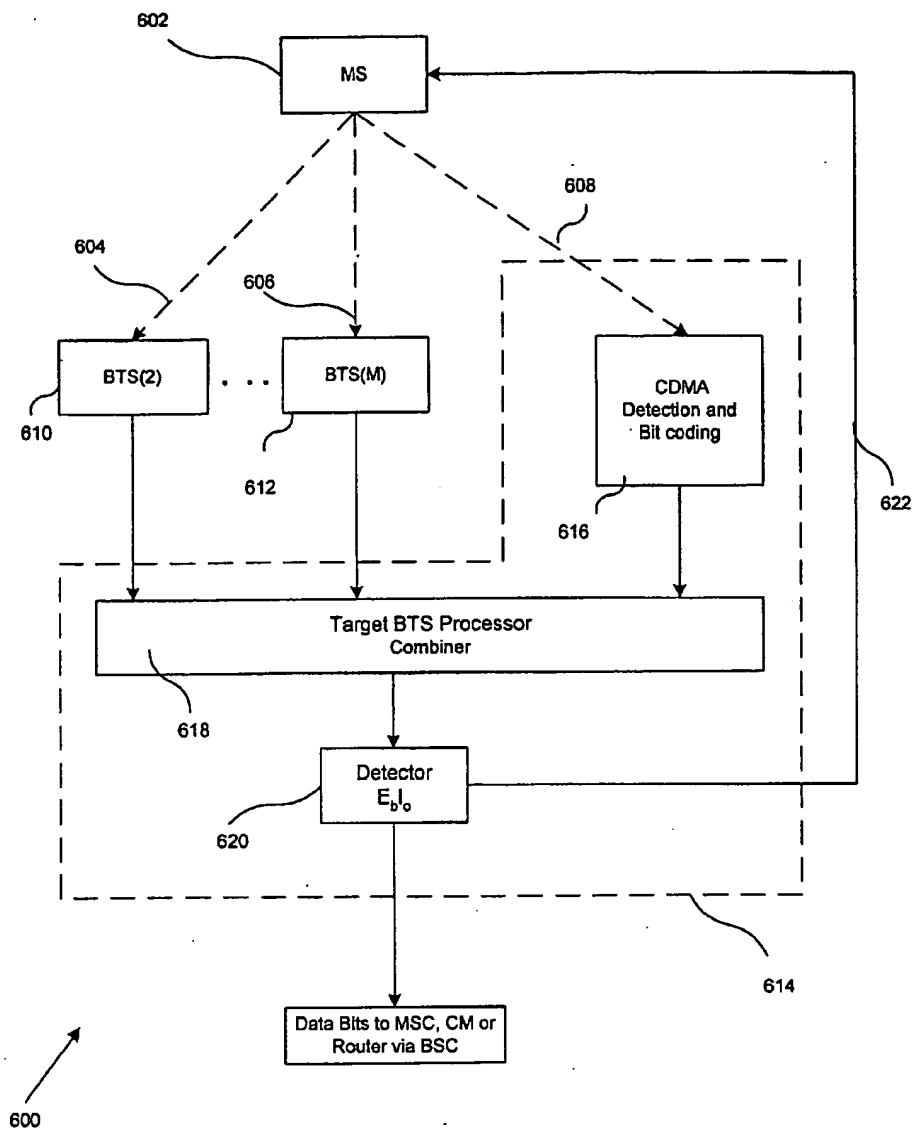 602
MS
608
604
606
BTS(2)
. . .
BTS(M)
CDMA
Detection and
Bit coding
610
612
616
622
Target BTS Processor
Combiner
618
Detector
EbIo
620
614
Data Bits to MSC, CM or
Router via BSC
600